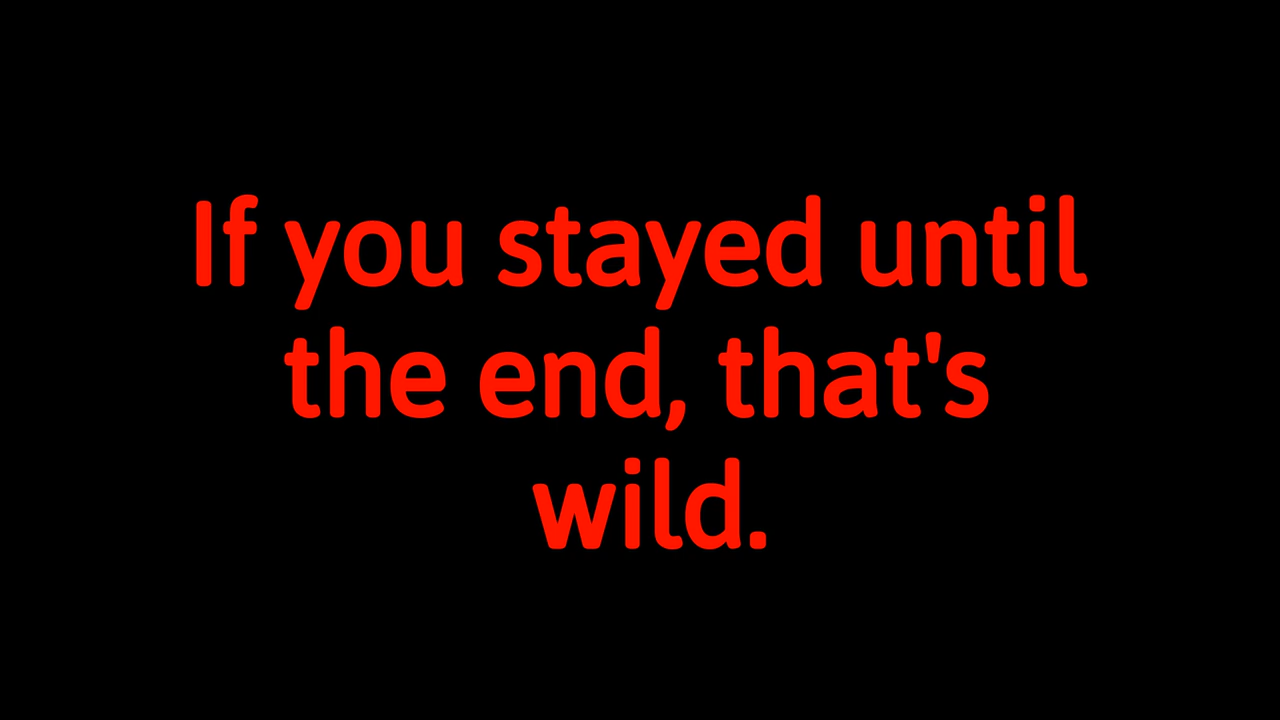 If you stayed until
the end, that's
wild.